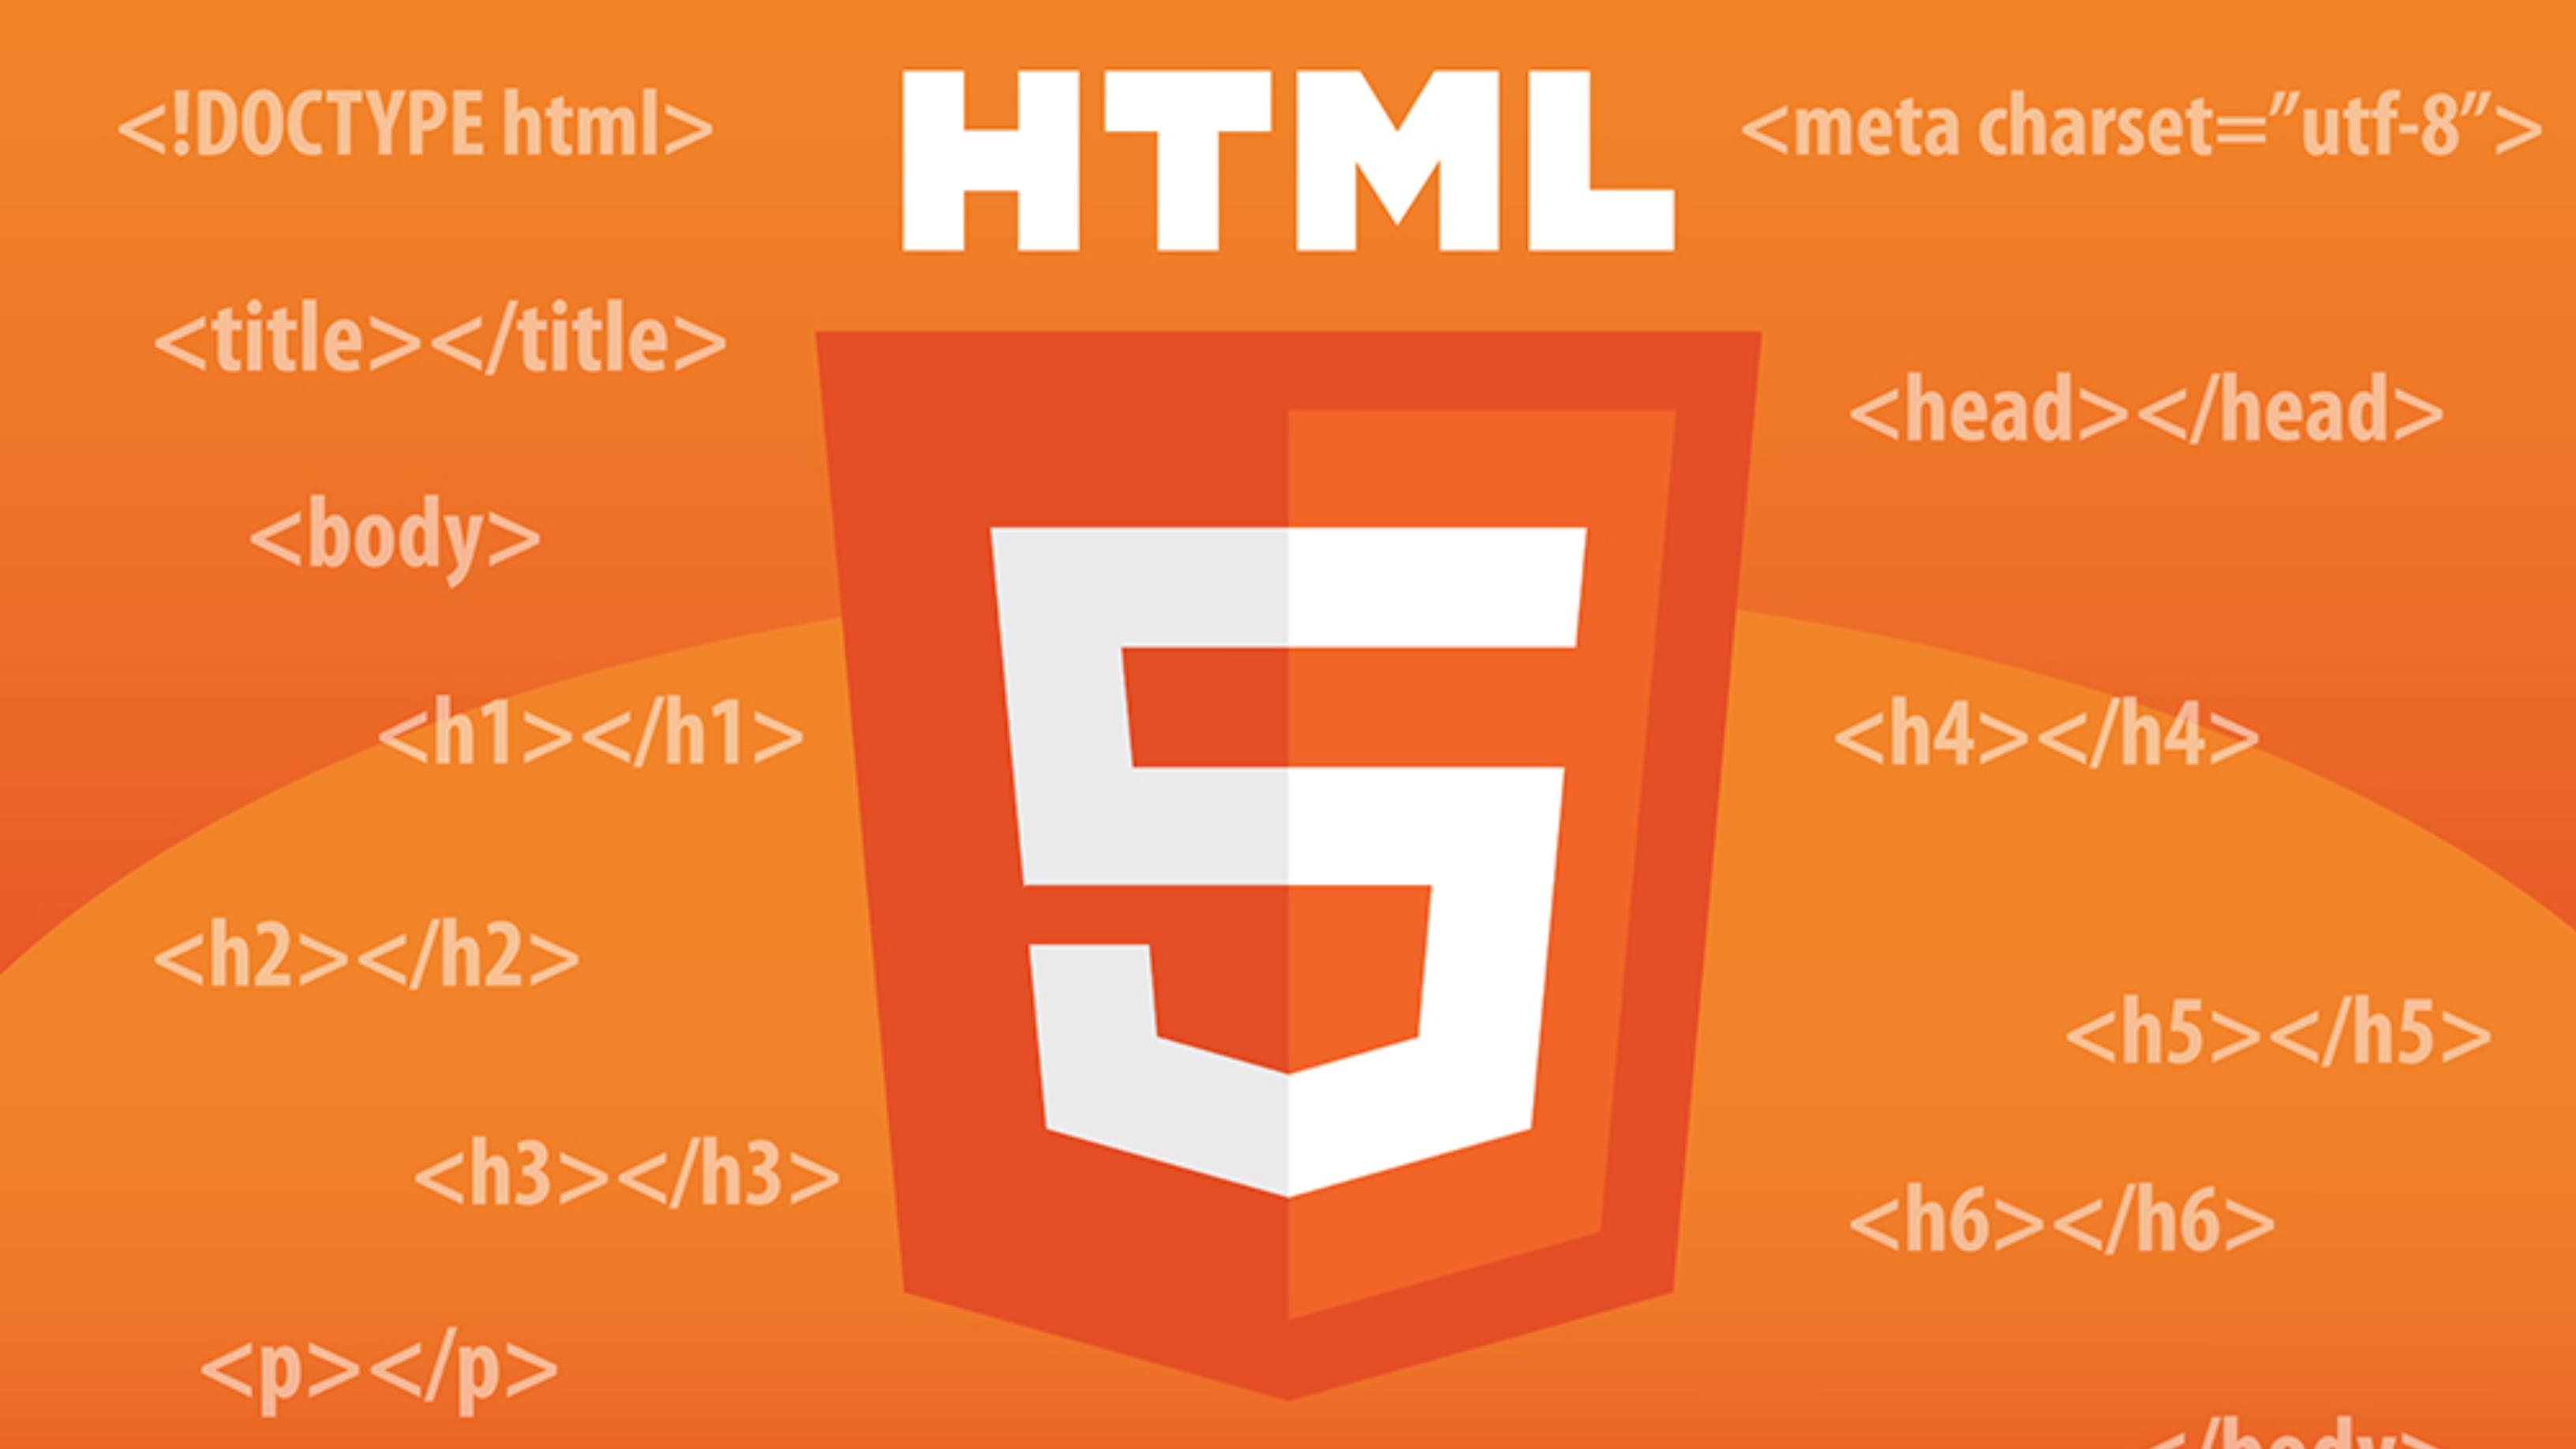 HTML
5
<!DOCTYPE html>
<meta charset="utf-8">
<title></title>
<head></head>
<body>
<h1></h1>
<h4></h4>
<h2></h2>
<h5></h5>
<h3></h3>
<h6></h6>
<p></p>
</body>